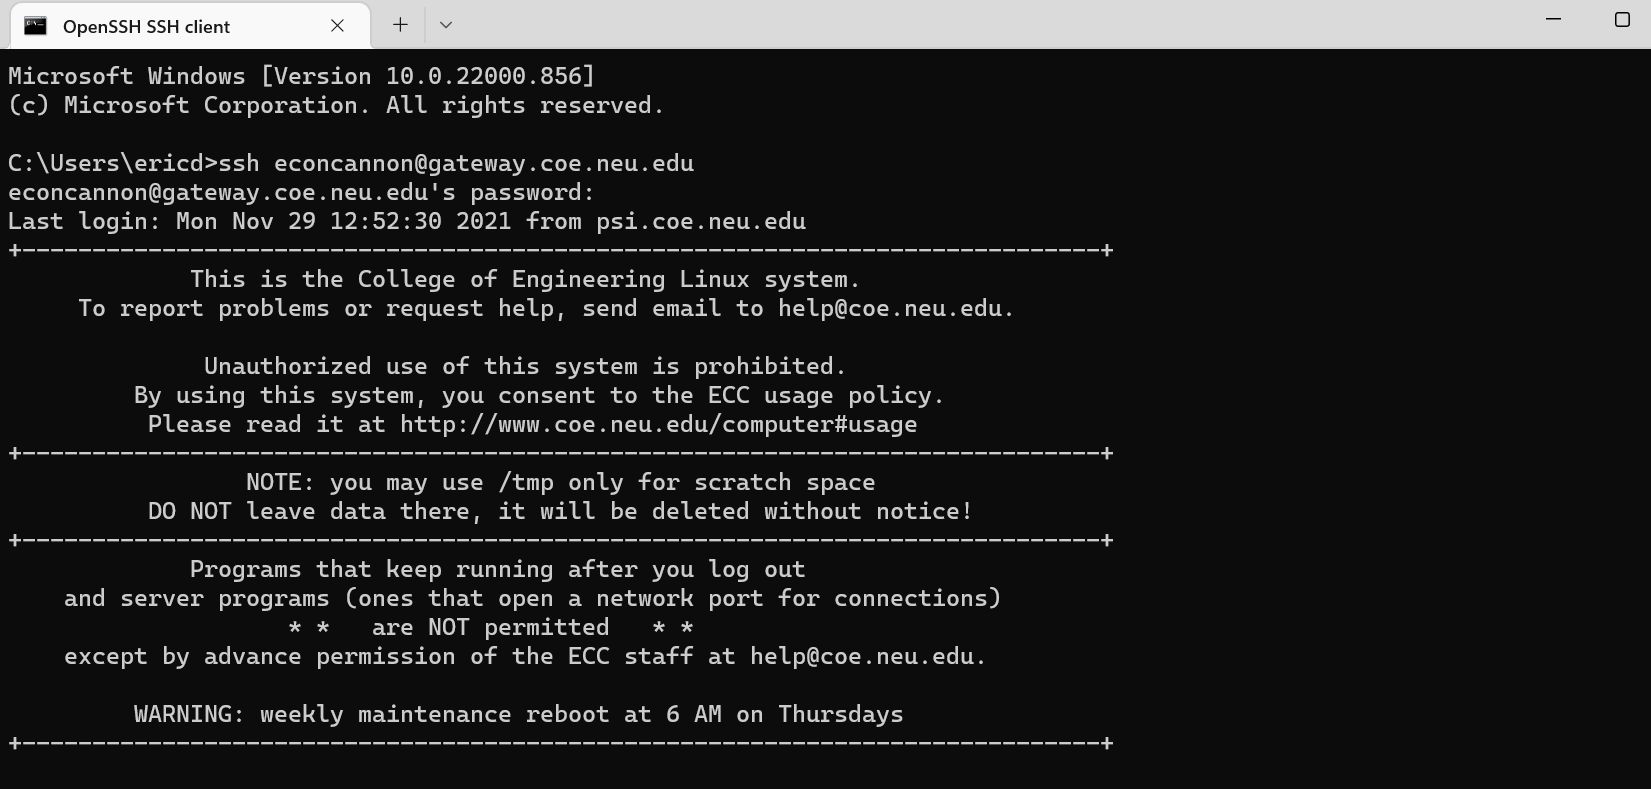 OpenSSH SSH client
Microsoft Windows [Version 10.0.22000.856]
(c) Microsoft Corporation. All rights reserved.
C:\Users\ericd>ssh econcannon@gateway.coe.neu.edu
econcannon@gateway.coe.neu.edu's password:
Last login: Mon Nov 29 12:52:30 2021 from psi.coe.neu.edu
+------------------------------------------------------------------------------+
This is the College of Engineering Linux system.
To report problems or request help, send email to help@coe.neu.edu.
Unauthorized use of this system is prohibited.
By using this system, you consent to the ECC usage policy.
Please read it at http://www.coe.neu.edu/computer#usage
+------------------------------------------------------------------------------+
NOTE: you may use /tmp only for scratch space
DO NOT leave data there, it will be deleted without notice!
+------------------------------------------------------------------------------+
Programs that keep running after you log out
and server programs (ones that open a network port for connections)
* *   are NOT permitted   * *
except by advance permission of the ECC staff at help@coe.neu.edu.
WARNING: weekly maintenance reboot at 6 AM on Thursdays
+------------------------------------------------------------------------------+